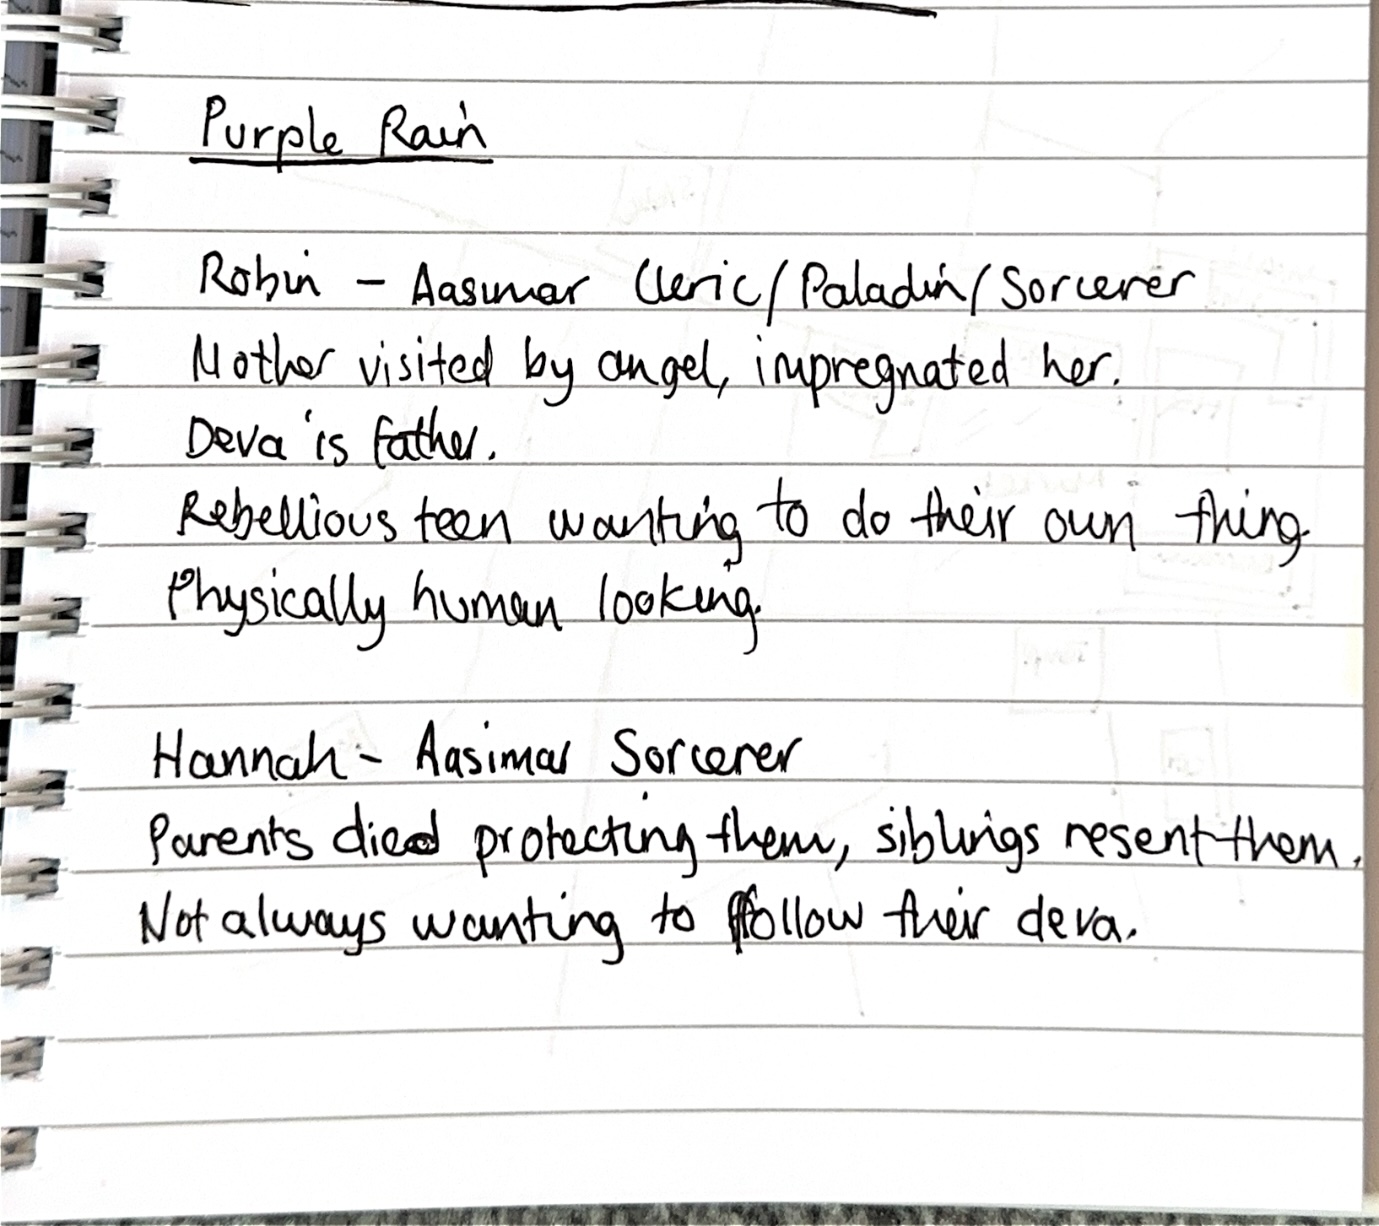 Purple Rain
Robin - Aasimar Cleric/Paladin/Sorcerer
Mother visited by angel, impregnated her.
Deva is father.
Rebellious teen wanting to do their own thing.
Physically human looking.
Hannah - Aasimar Sorcerer
Parents died protecting them, siblings resent them.
Not always wanting to follow their deva.